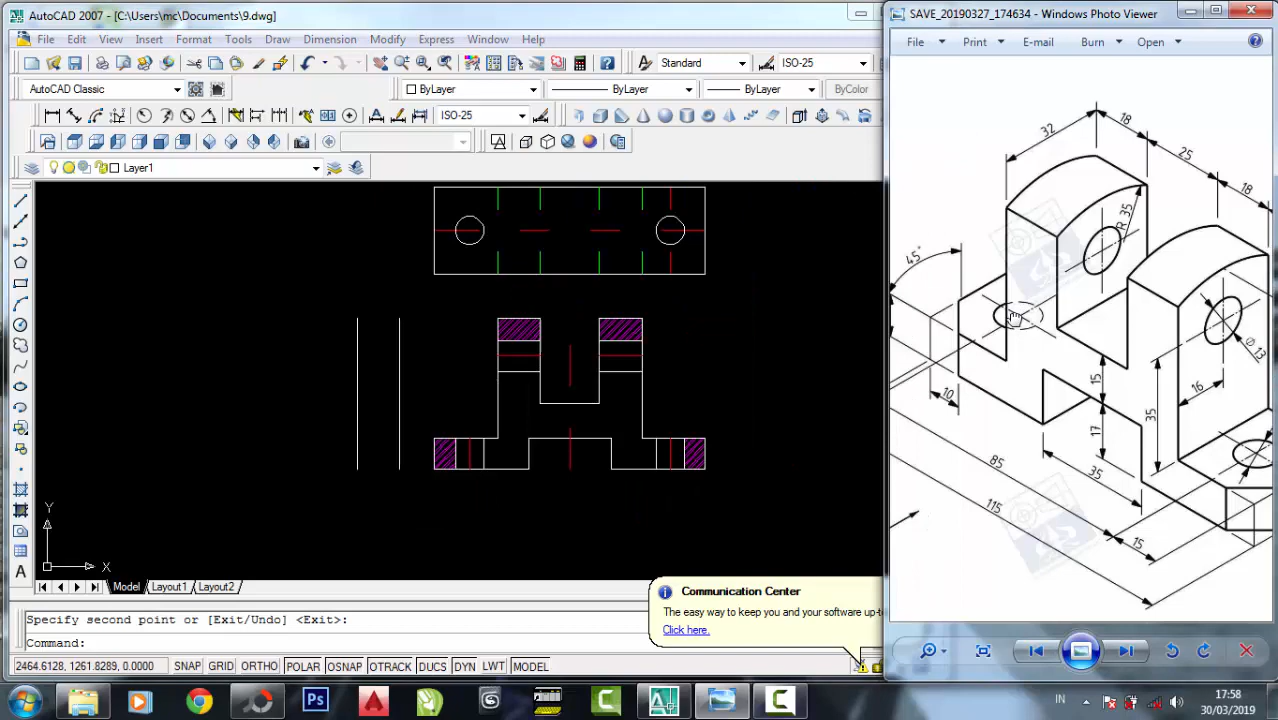 AutoCAD 2007 - [C:\Users\mc\Documents\9.dwg]
File Edit View Insert Format Tools Draw Dimension Modify Express Window Help
Standard ISO-25
AutoCAD Classic ByLayer ByLayer ByLayer ByColor
ISO-25
Layer1
Y
X
Model Layout1 Layout2
Communication Center
The easy way to keep you and your software up-t
Click here.
Specify second point or [Exit/Undo] <Exit>:
Command:
2464.6128, 1261.8289, 0.0000 SNAP GRID ORTHO POLAR OSNAP OTRACK DUCS DYN LWT MODEL
SAVE_20190327_174634 - Windows Photo Viewer
File Print E-mail Burn Open
32
18
25
18
R 35
45°
Ø 13
10
15
16
35
17
85
35
115
15
IN
17:58
30/03/2019